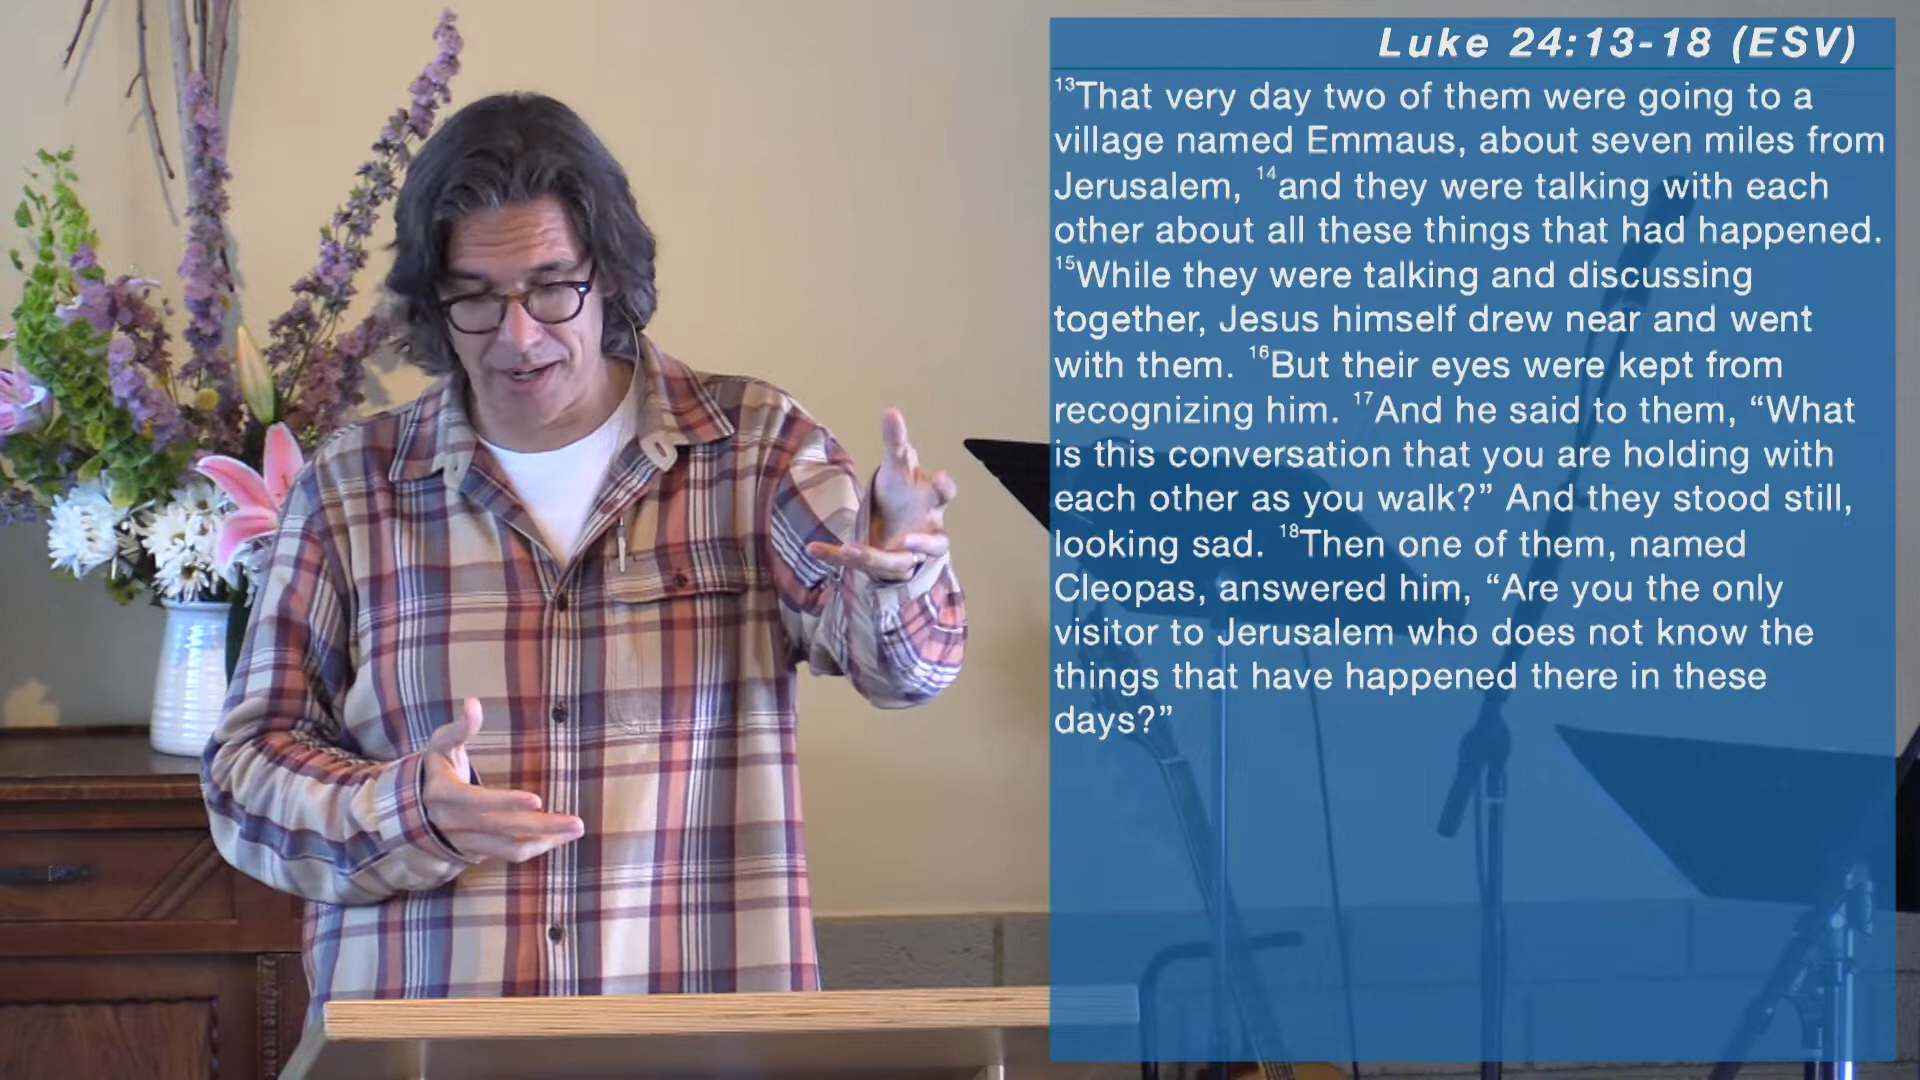 Luke 24:13-18 (ESV)
13That very day two of them were going to a
village named Emmaus, about seven miles from
Jerusalem, 14and they were talking with each
other about all these things that had happened.
15While they were talking and discussing
together, Jesus himself drew near and went
with them. 16But their eyes were kept from
recognizing him. 17And he said to them, “What
is this conversation that you are holding with
each other as you walk?” And they stood still,
looking sad. 18Then one of them, named
Cleopas, answered him, “Are you the only
visitor to Jerusalem who does not know the
things that have happened there in these
days?”